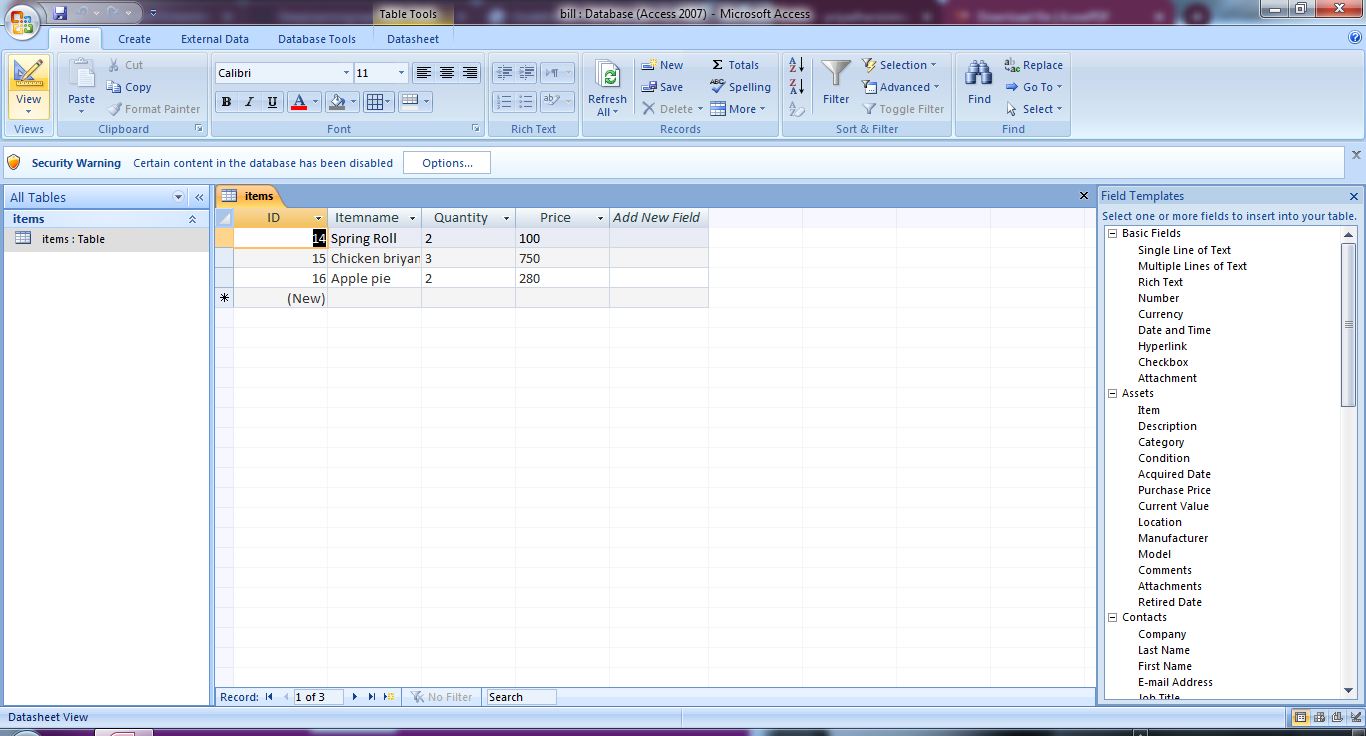 Table Tools
bill : Database (Access 2007) - Microsoft Access
Home Create External Data Database Tools Datasheet
View
Views
Paste
Cut
Copy
Format Painter
Clipboard
Calibri 11
B I U A
Font
Rich Text
Refresh
All
New
Save
Delete
Σ Totals
ABC Spelling
More
Records
Filter
Selection
Advanced
Toggle Filter
Sort & Filter
Find
Replace
Go To
Select
Find
Security Warning Certain content in the database has been disabled Options...
All Tables
items
items : Table
items
ID Itemname Quantity Price Add New Field
14 Spring Roll 2 100
15 Chicken briyan 3 750
16 Apple pie 2 280
(New)
Field Templates
Select one or more fields to insert into your table.
Basic Fields
Single Line of Text
Multiple Lines of Text
Rich Text
Number
Currency
Date and Time
Hyperlink
Checkbox
Attachment
Assets
Item
Description
Category
Condition
Acquired Date
Purchase Price
Current Value
Location
Manufacturer
Model
Comments
Attachments
Retired Date
Contacts
Company
Last Name
First Name
E-mail Address
Job Title
Record: 1 of 3 No Filter Search
Datasheet View